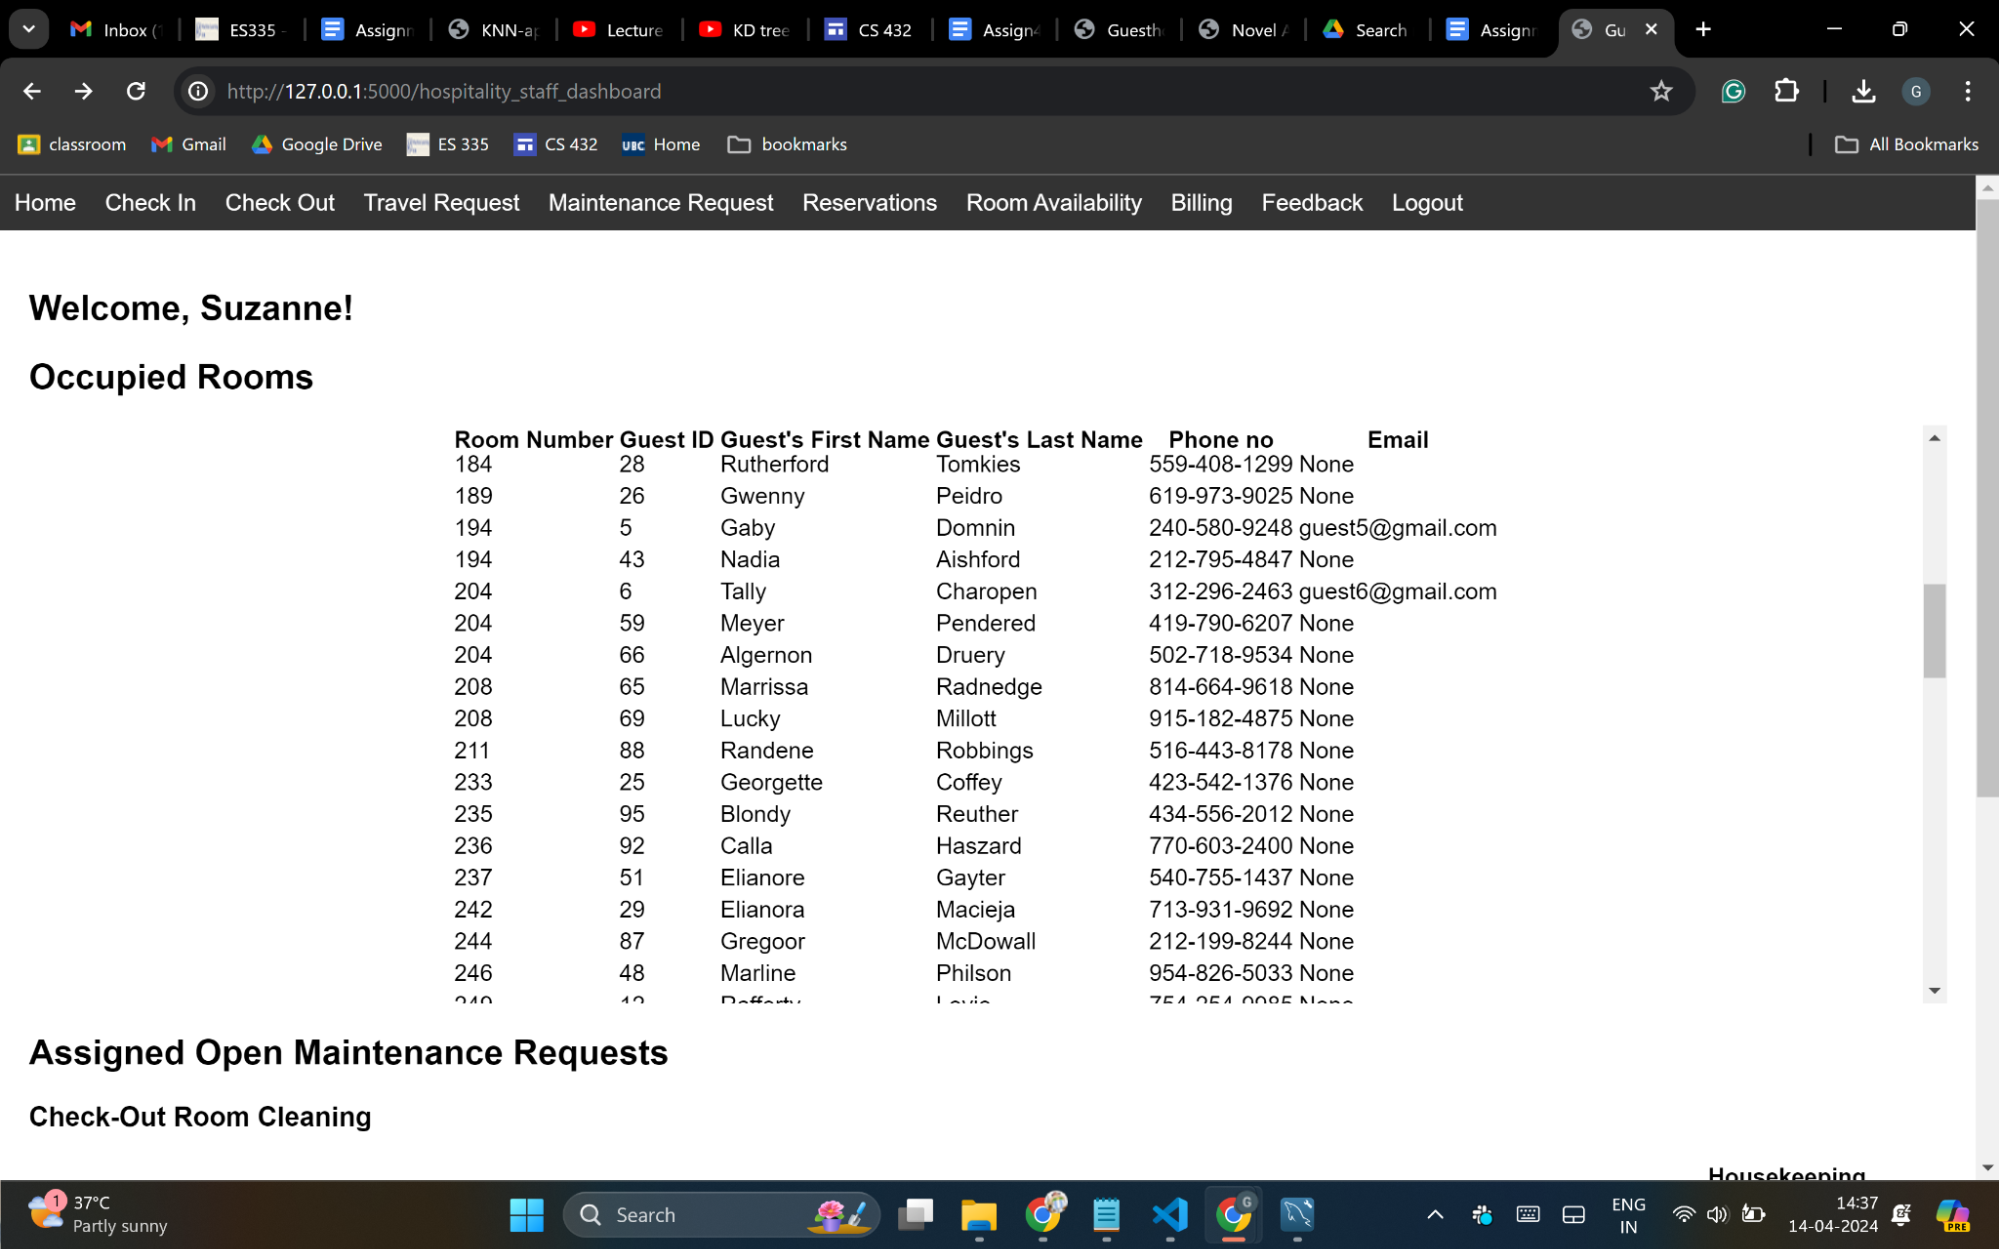 Inbox (1
ES335 -
Assignm
KNN-ap
Lecture
KD tree
CS 432
Assign4
Guestho
Novel A
Search
Assignm
Gu
http://127.0.0.1:5000/hospitality_staff_dashboard
G
classroom
Gmail
Google Drive
ES 335
CS 432
UBC Home
bookmarks
All Bookmarks
Home Check In Check Out Travel Request Maintenance Request Reservations Room Availability Billing Feedback Logout
Welcome, Suzanne!
Occupied Rooms
Room Number Guest ID Guest's First Name Guest's Last Name Phone no Email
184 28 Rutherford Tomkies 559-408-1299 None
189 26 Gwenny Peidro 619-973-9025 None
194 5 Gaby Domnin 240-580-9248 guest5@gmail.com
194 43 Nadia Aishford 212-795-4847 None
204 6 Tally Charopen 312-296-2463 guest6@gmail.com
204 59 Meyer Pendered 419-790-6207 None
204 66 Algernon Druery 502-718-9534 None
208 65 Marrissa Radnedge 814-664-9618 None
208 69 Lucky Millott 915-182-4875 None
211 88 Randene Robbings 516-443-8178 None
233 25 Georgette Coffey 423-542-1376 None
235 95 Blondy Reuther 434-556-2012 None
236 92 Calla Haszard 770-603-2400 None
237 51 Elianore Gayter 540-755-1437 None
242 29 Elianora Macieja 713-931-9692 None
244 87 Gregoor McDowall 212-199-8244 None
246 48 Marline Philson 954-826-5033 None
Assigned Open Maintenance Requests
Check-Out Room Cleaning
Housekeeping
1
37°C
Partly sunny
Search
G
ENG
IN
14:37
14-04-2024
PRE